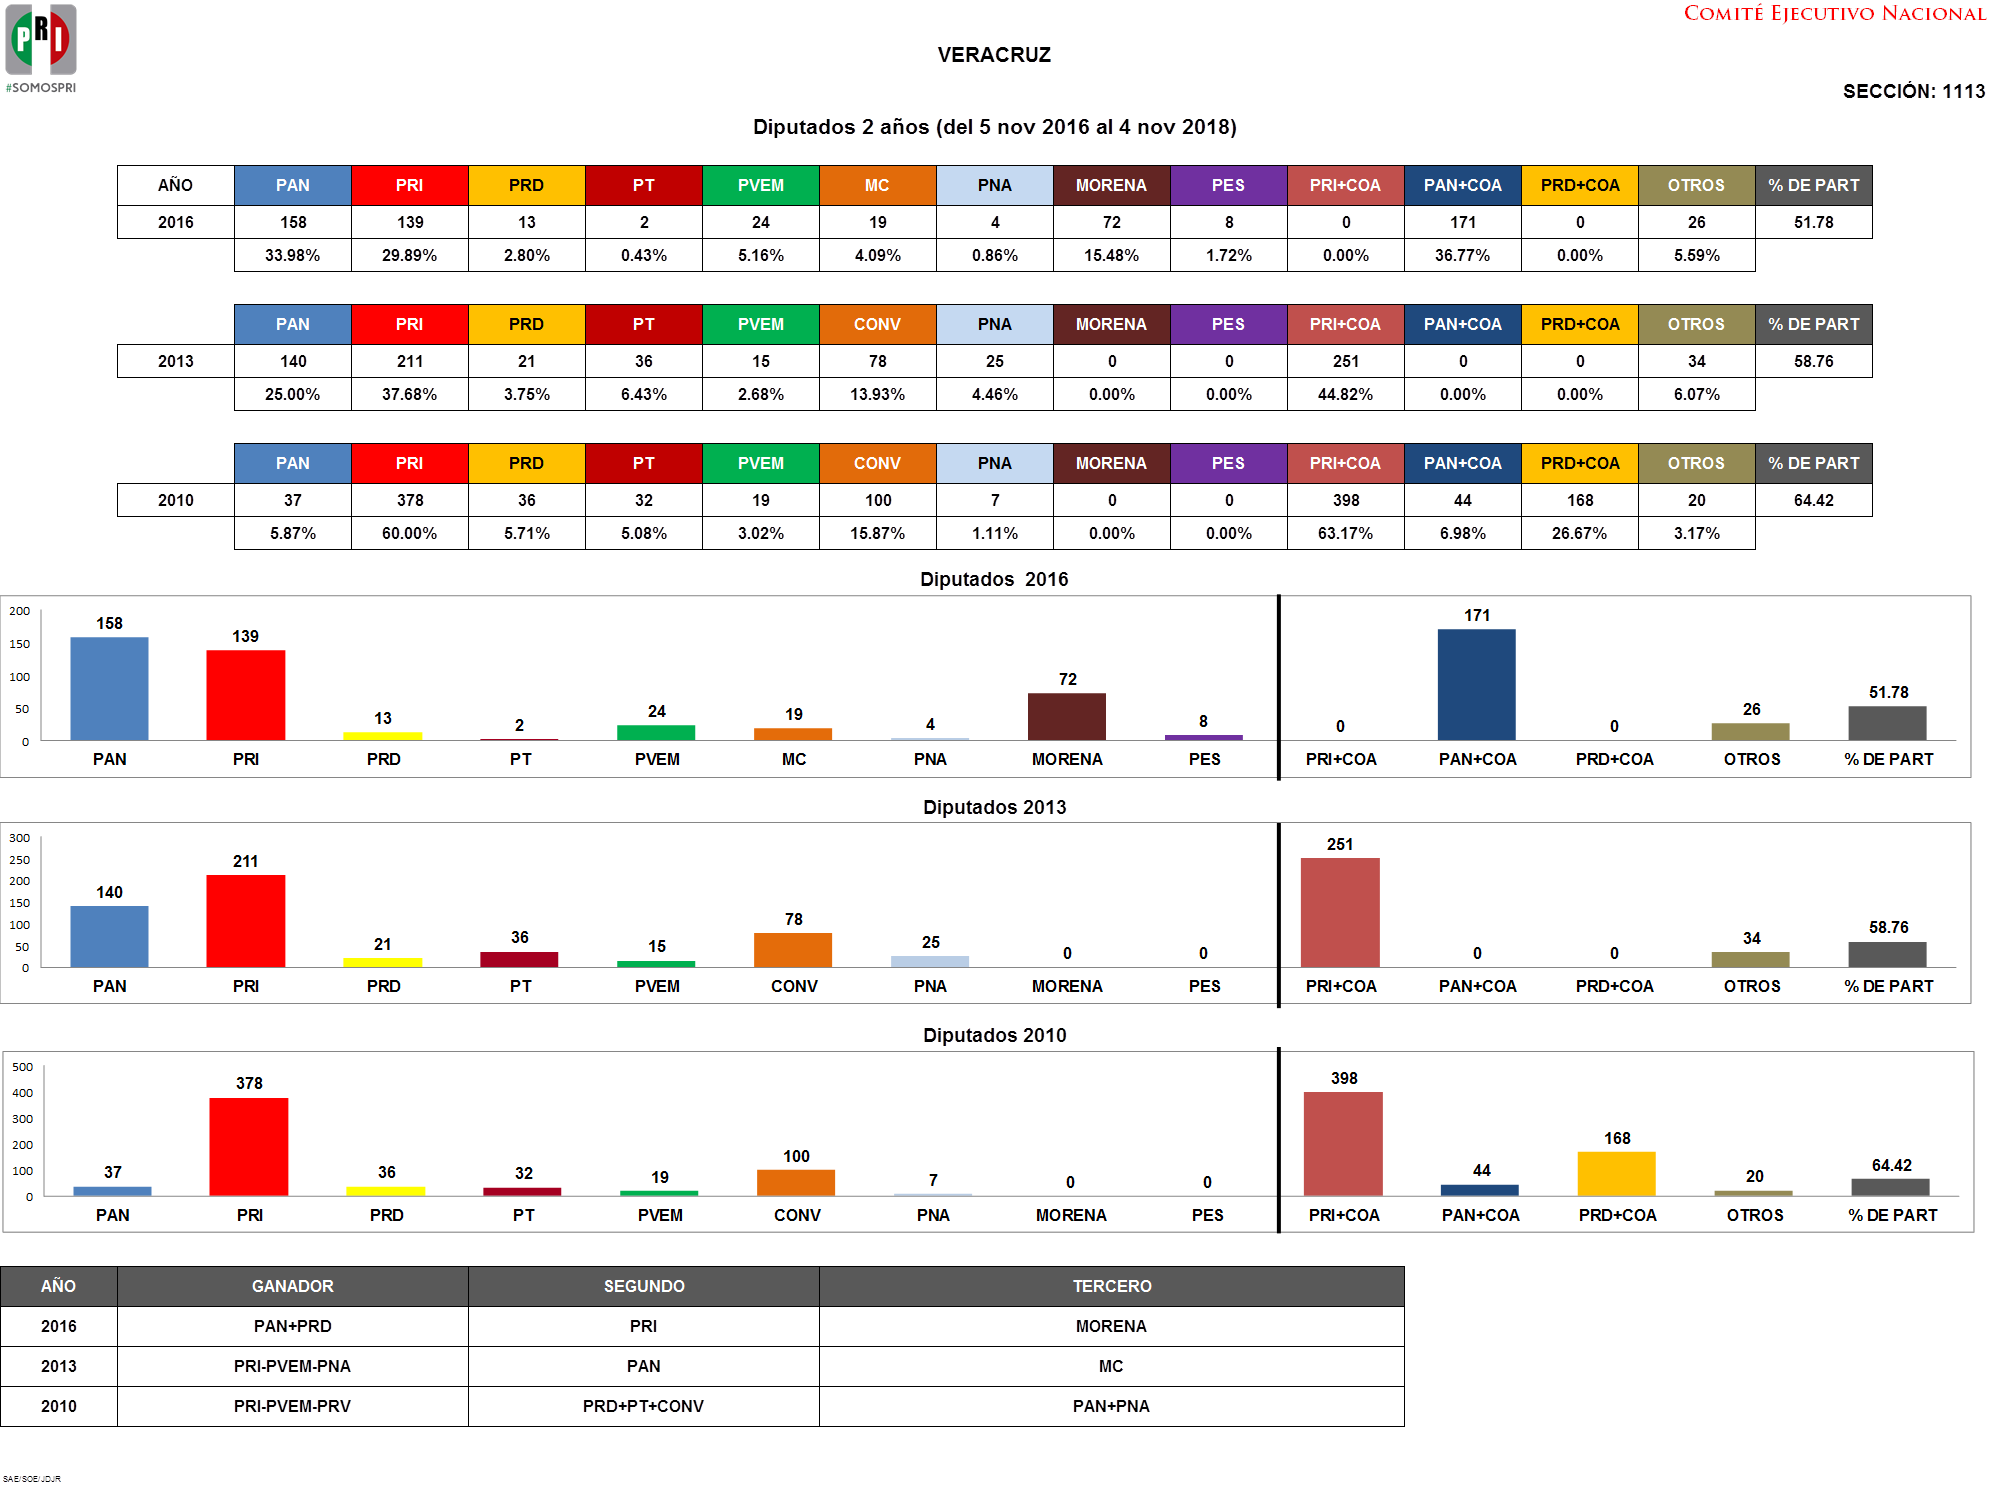 PRI
#SOMOSPRI
Comité Ejecutivo Nacional
VERACRUZ
SECCIÓN: 1113
Diputados 2 años (del 5 nov 2016 al 4 nov 2018)
AÑO PAN PRI PRD PT PVEM MC PNA MORENA PES PRI+COA PAN+COA PRD+COA OTROS % DE PART
2016 158 139 13 2 24 19 4 72 8 0 171 0 26 51.78
33.98% 29.89% 2.80% 0.43% 5.16% 4.09% 0.86% 15.48% 1.72% 0.00% 36.77% 0.00% 5.59%
PAN PRI PRD PT PVEM CONV PNA MORENA PES PRI+COA PAN+COA PRD+COA OTROS % DE PART
2013 140 211 21 36 15 78 25 0 0 251 0 0 34 58.76
25.00% 37.68% 3.75% 6.43% 2.68% 13.93% 4.46% 0.00% 0.00% 44.82% 0.00% 0.00% 6.07%
PAN PRI PRD PT PVEM CONV PNA MORENA PES PRI+COA PAN+COA PRD+COA OTROS % DE PART
2010 37 378 36 32 19 100 7 0 0 398 44 168 20 64.42
5.87% 60.00% 5.71% 5.08% 3.02% 15.87% 1.11% 0.00% 0.00% 63.17% 6.98% 26.67% 3.17%
Diputados 2016
200
150
100
50
0
158 139 13 2 24 19 4 72 8 0 171 0 26 51.78
PAN PRI PRD PT PVEM MC PNA MORENA PES PRI+COA PAN+COA PRD+COA OTROS % DE PART
Diputados 2013
300
250
200
150
100
50
0
140 211 21 36 15 78 25 0 0 251 0 0 34 58.76
PAN PRI PRD PT PVEM CONV PNA MORENA PES PRI+COA PAN+COA PRD+COA OTROS % DE PART
Diputados 2010
500
400
300
200
100
0
37 378 36 32 19 100 7 0 0 398 44 168 20 64.42
PAN PRI PRD PT PVEM CONV PNA MORENA PES PRI+COA PAN+COA PRD+COA OTROS % DE PART
AÑO GANADOR SEGUNDO TERCERO
2016 PAN+PRD PRI MORENA
2013 PRI-PVEM-PNA PAN MC
2010 PRI-PVEM-PRV PRD+PT+CONV PAN+PNA
SAE/SOE/JDJR